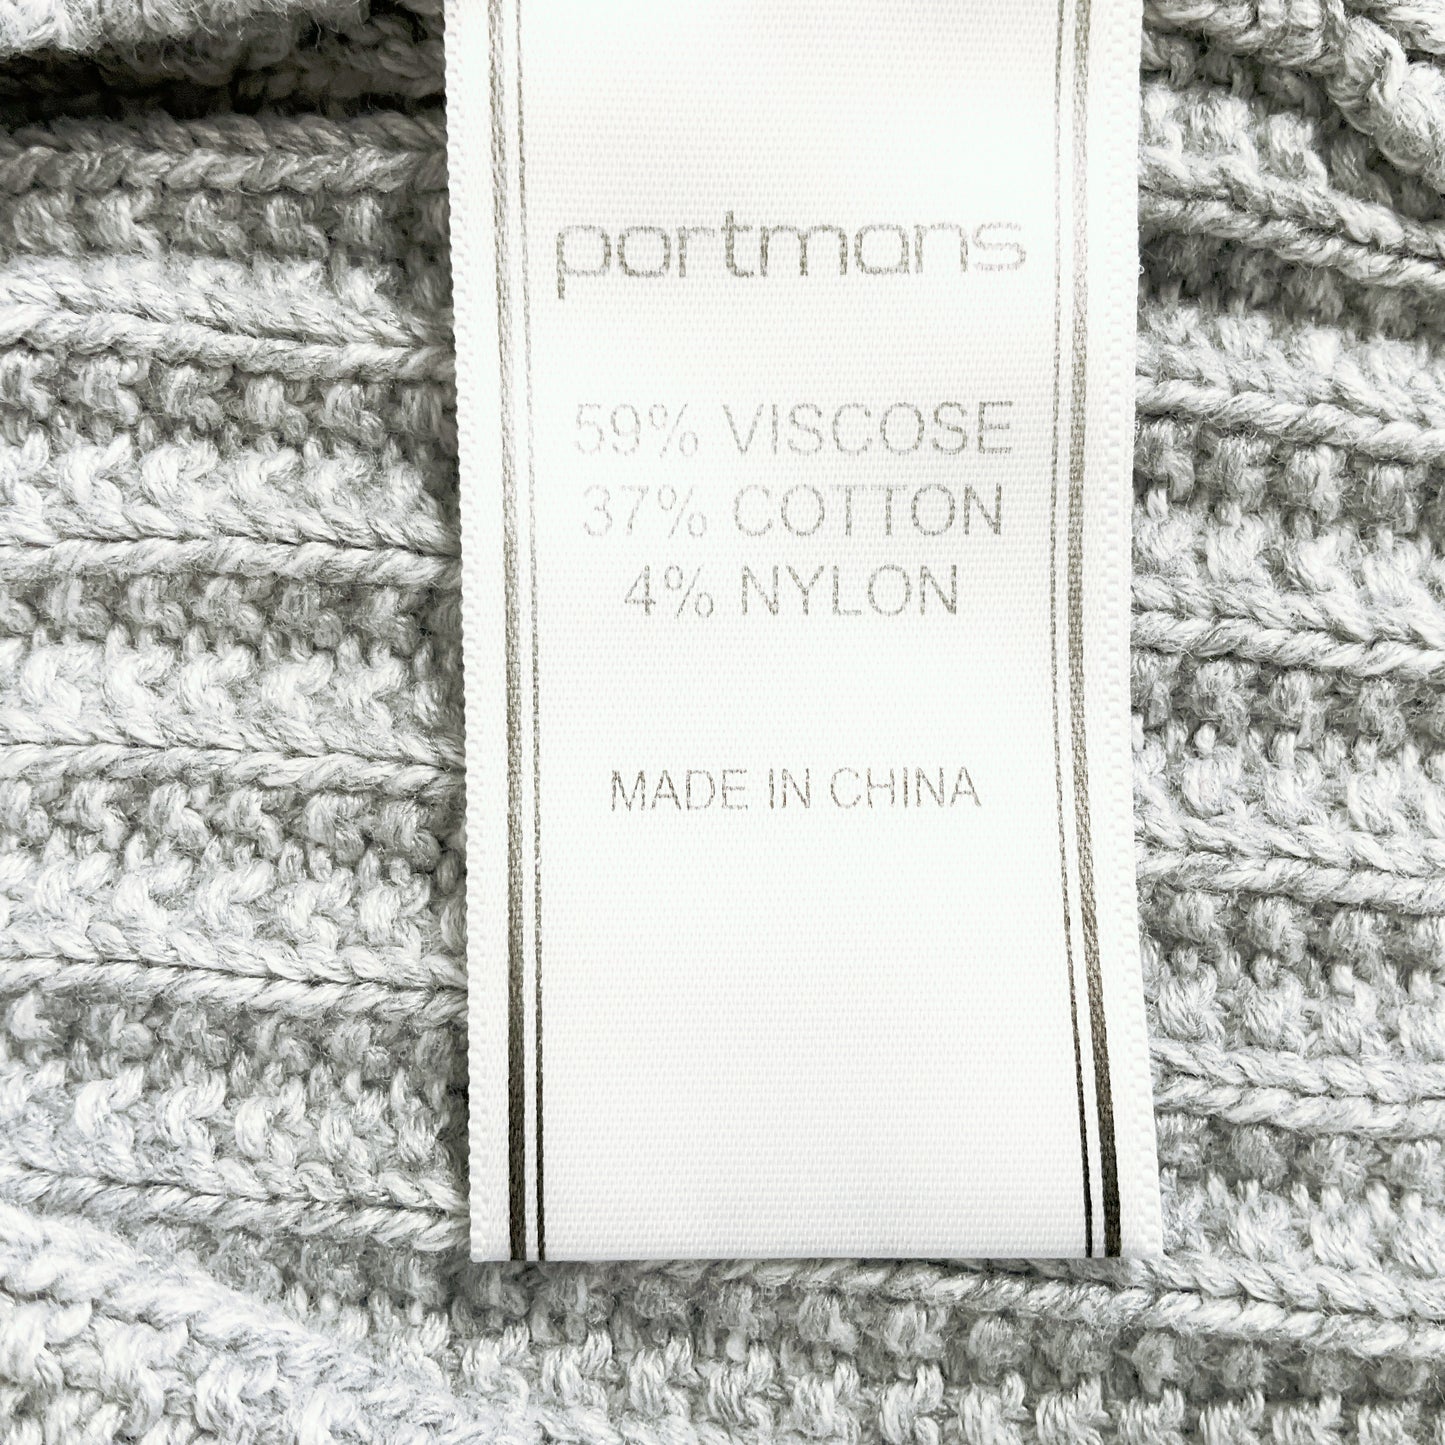 portmans
59% VISCOSE
37% COTTON
4% NYLON
MADE IN CHINA